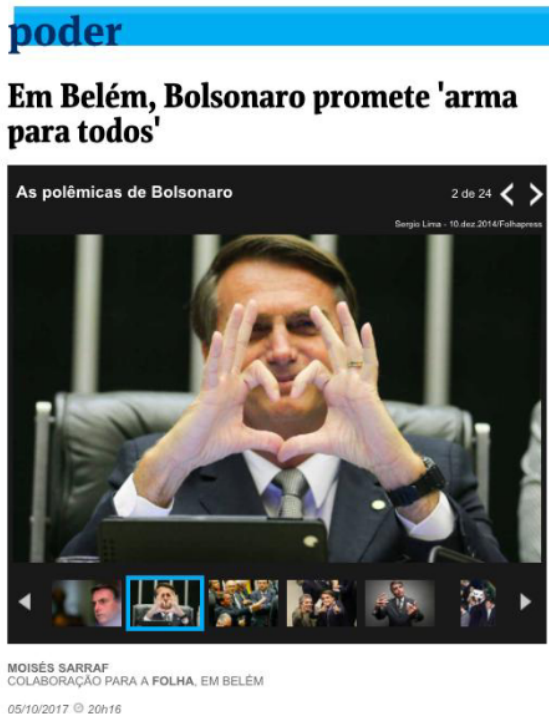 poder
Em Belém, Bolsonaro promete 'arma
para todos'
As polêmicas de Bolsonaro
2 de 24
Sergio Lima - 10.dez.2014/Folhapress
MOISÉS SARRAF
COLABORAÇÃO PARA A FOLHA, EM BELÉM
05/10/2017 20h16